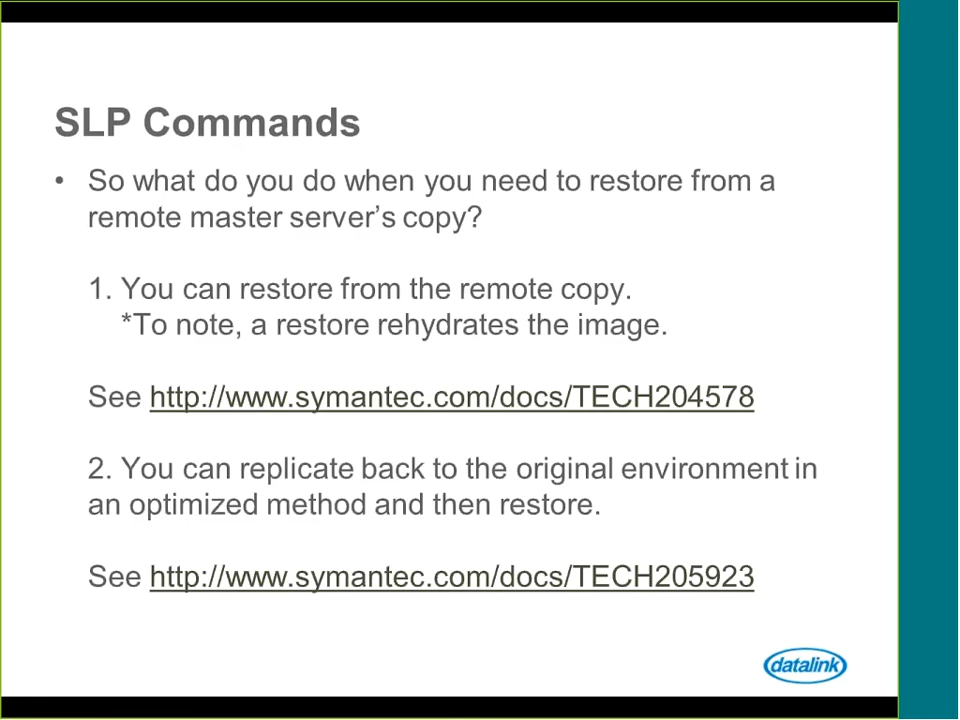 SLP Commands
• So what do you do when you need to restore from a
remote master server's copy?
1. You can restore from the remote copy.
*To note, a restore rehydrates the image.
See http://www.symantec.com/docs/TECH204578
2. You can replicate back to the original environment in
an optimized method and then restore.
See http://www.symantec.com/docs/TECH205923
datalink